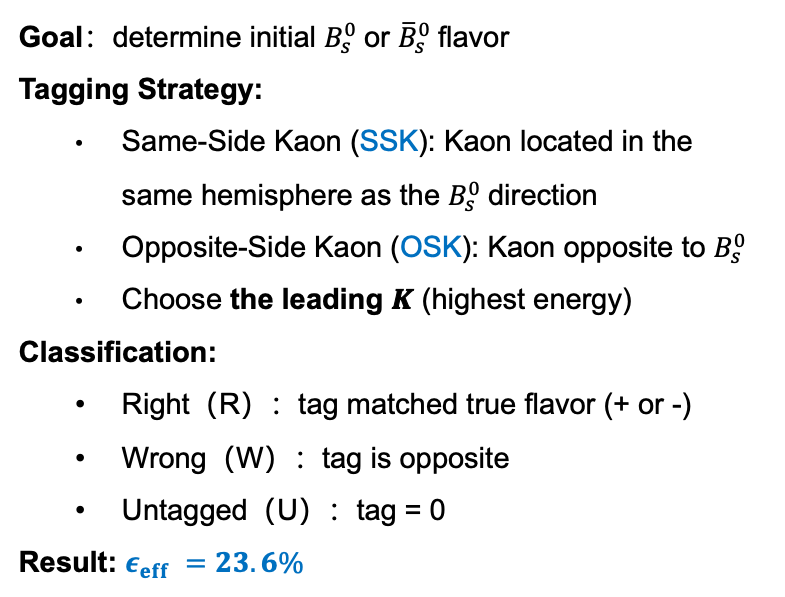 Goal： determine initial $B_s^0$ or $\bar{B}_s^0$ flavor
Tagging Strategy:
• Same-Side Kaon (SSK): Kaon located in the
same hemisphere as the $B_s^0$ direction
• Opposite-Side Kaon (OSK): Kaon opposite to $B_s^0$
• Choose the leading K (highest energy)
Classification:
• Right（R）： tag matched true flavor (+ or -)
• Wrong（W）： tag is opposite
• Untagged（U）： tag = 0
Result: $\epsilon_{\text{eff}}$ = 23.6%